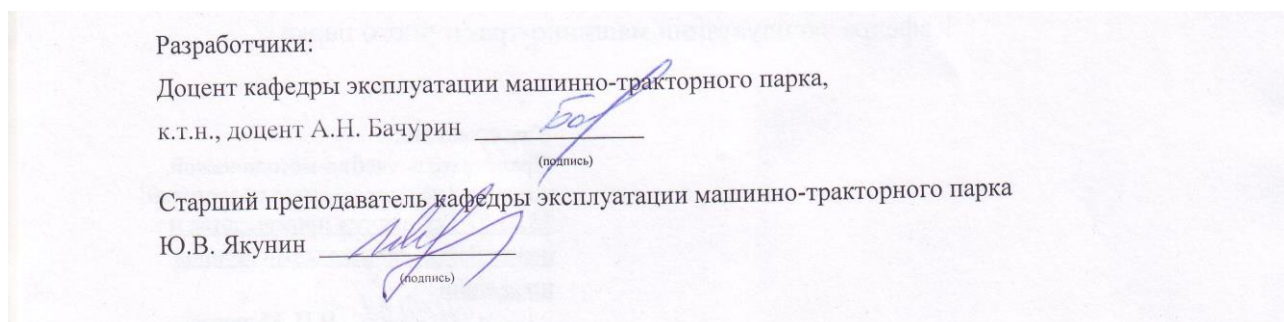 Разработчики:
Доцент кафедры эксплуатации машинно-тракторного парка,
к.т.н., доцент А.Н. Бачурин
(подпись)
Старший преподаватель кафедры эксплуатации машинно-тракторного парка
Ю.В. Якунин
(подпись)